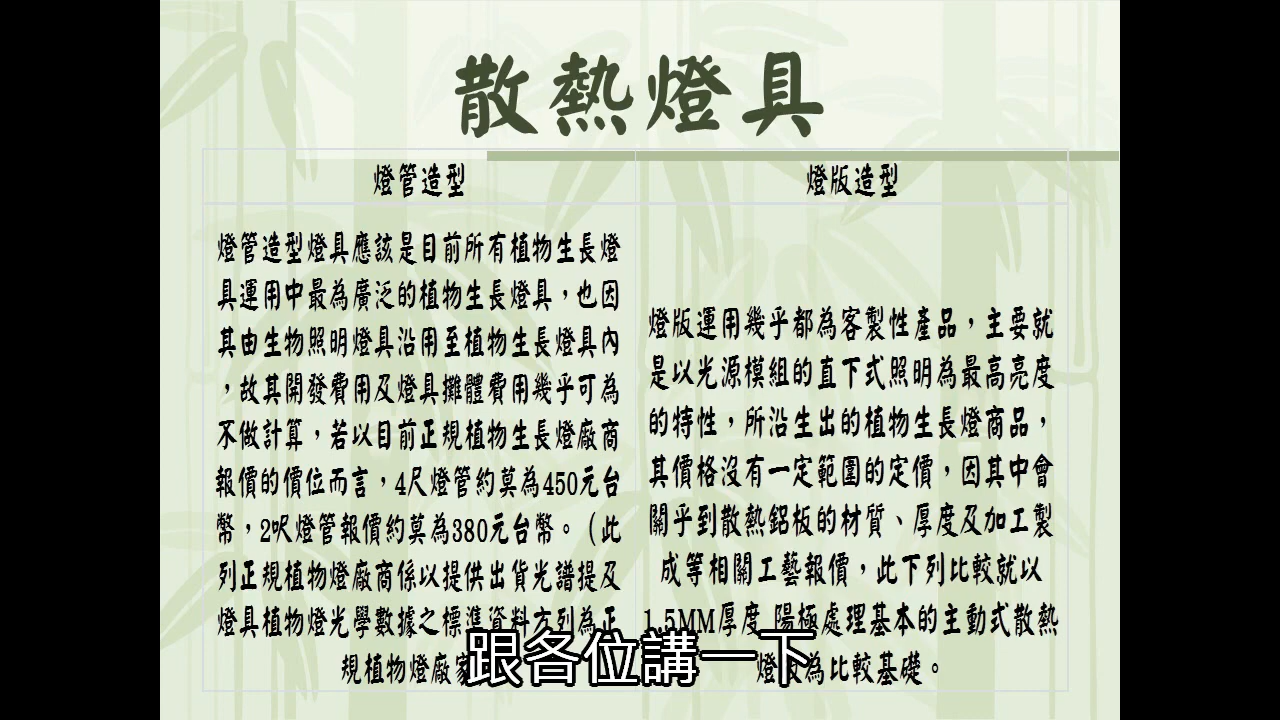 散熱燈具
燈管造型
燈管造型燈具應該是目前所有植物生長燈
具運用中最為廣泛的植物生長燈具，也因
其由生物照明燈具沿用至植物生長燈具內
，故其開發費用及燈具攤體費用幾乎可為
不做計算，若以目前正規植物生長燈廠商
報價的價位而言，4尺燈管約莫為450元台
幣，2呎燈管報價約莫為380元台幣。（此
列正規植物燈廠商係以提供出貨光譜提及
燈具植物燈光學數據之標準資料方列為正
規植物燈廠家
燈版造型
燈版運用幾乎都為客製性產品，主要就
是以光源模組的直下式照明為最高亮度
的特性，所沿生出的植物生長燈商品，
其價格沒有一定範圍的定價，因其中會
關乎到散熱鋁板的材質、厚度及加工製
成等相關工藝報價，此下列比較就以
1.5MM厚度 陽極處理基本的主動式散熱
燈版為比較基礎。
跟各位講一下